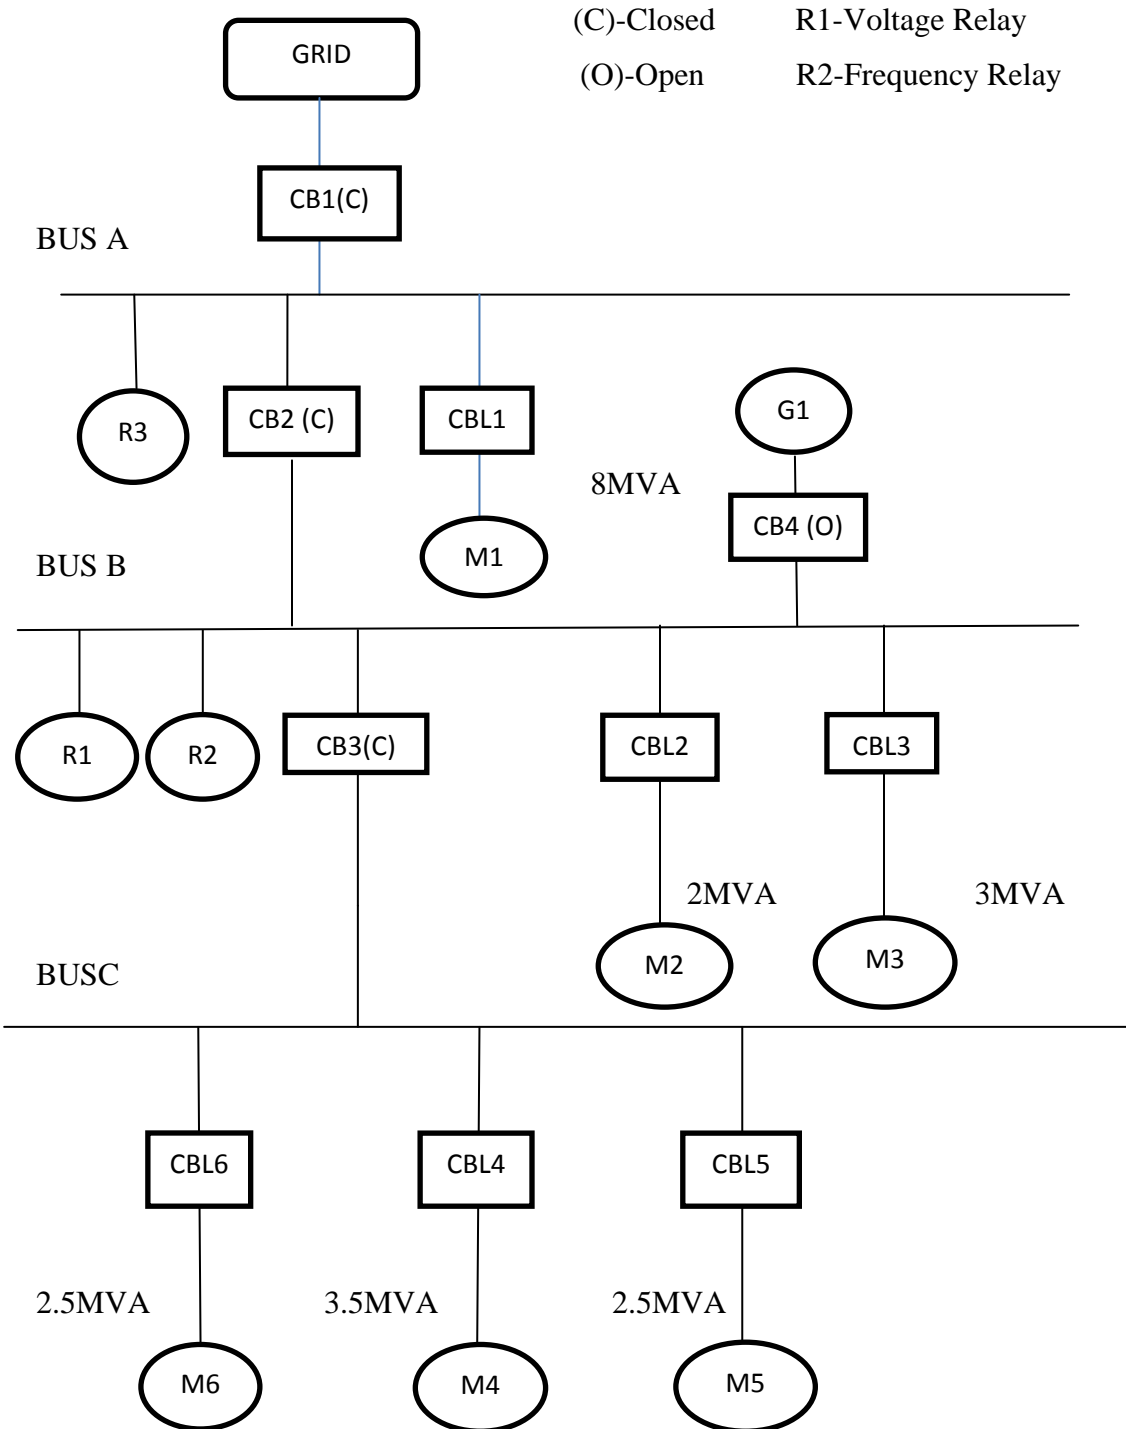 (C)-Closed R1-Voltage Relay
GRID
(O)-Open R2-Frequency Relay
CB1(C)
BUS A
R3
CB2 (C)
CBL1
G1
8MVA
CB4 (O)
M1
BUS B
R1
R2
CB3(C)
CBL2
CBL3
2MVA
3MVA
M2
M3
BUSC
CBL6
CBL4
CBL5
2.5MVA
3.5MVA
2.5MVA
M6
M4
M5